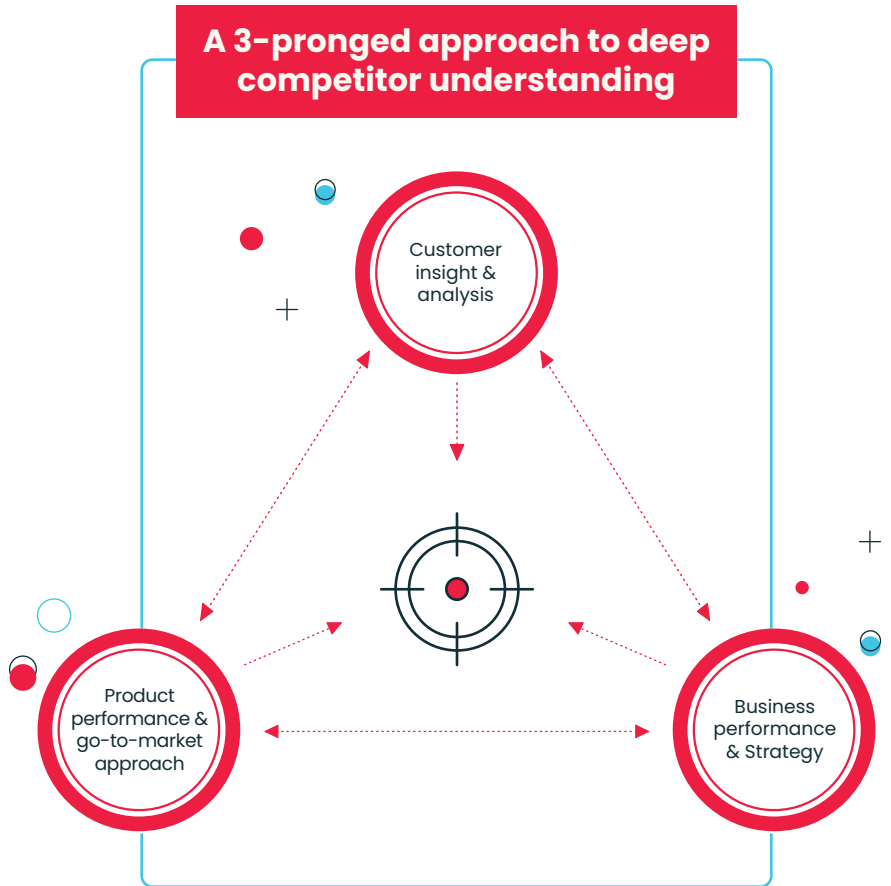 A 3-pronged approach to deep
competitor understanding
Customer
insight &
analysis
Product
performance &
go-to-market
approach
Business
performance
& Strategy